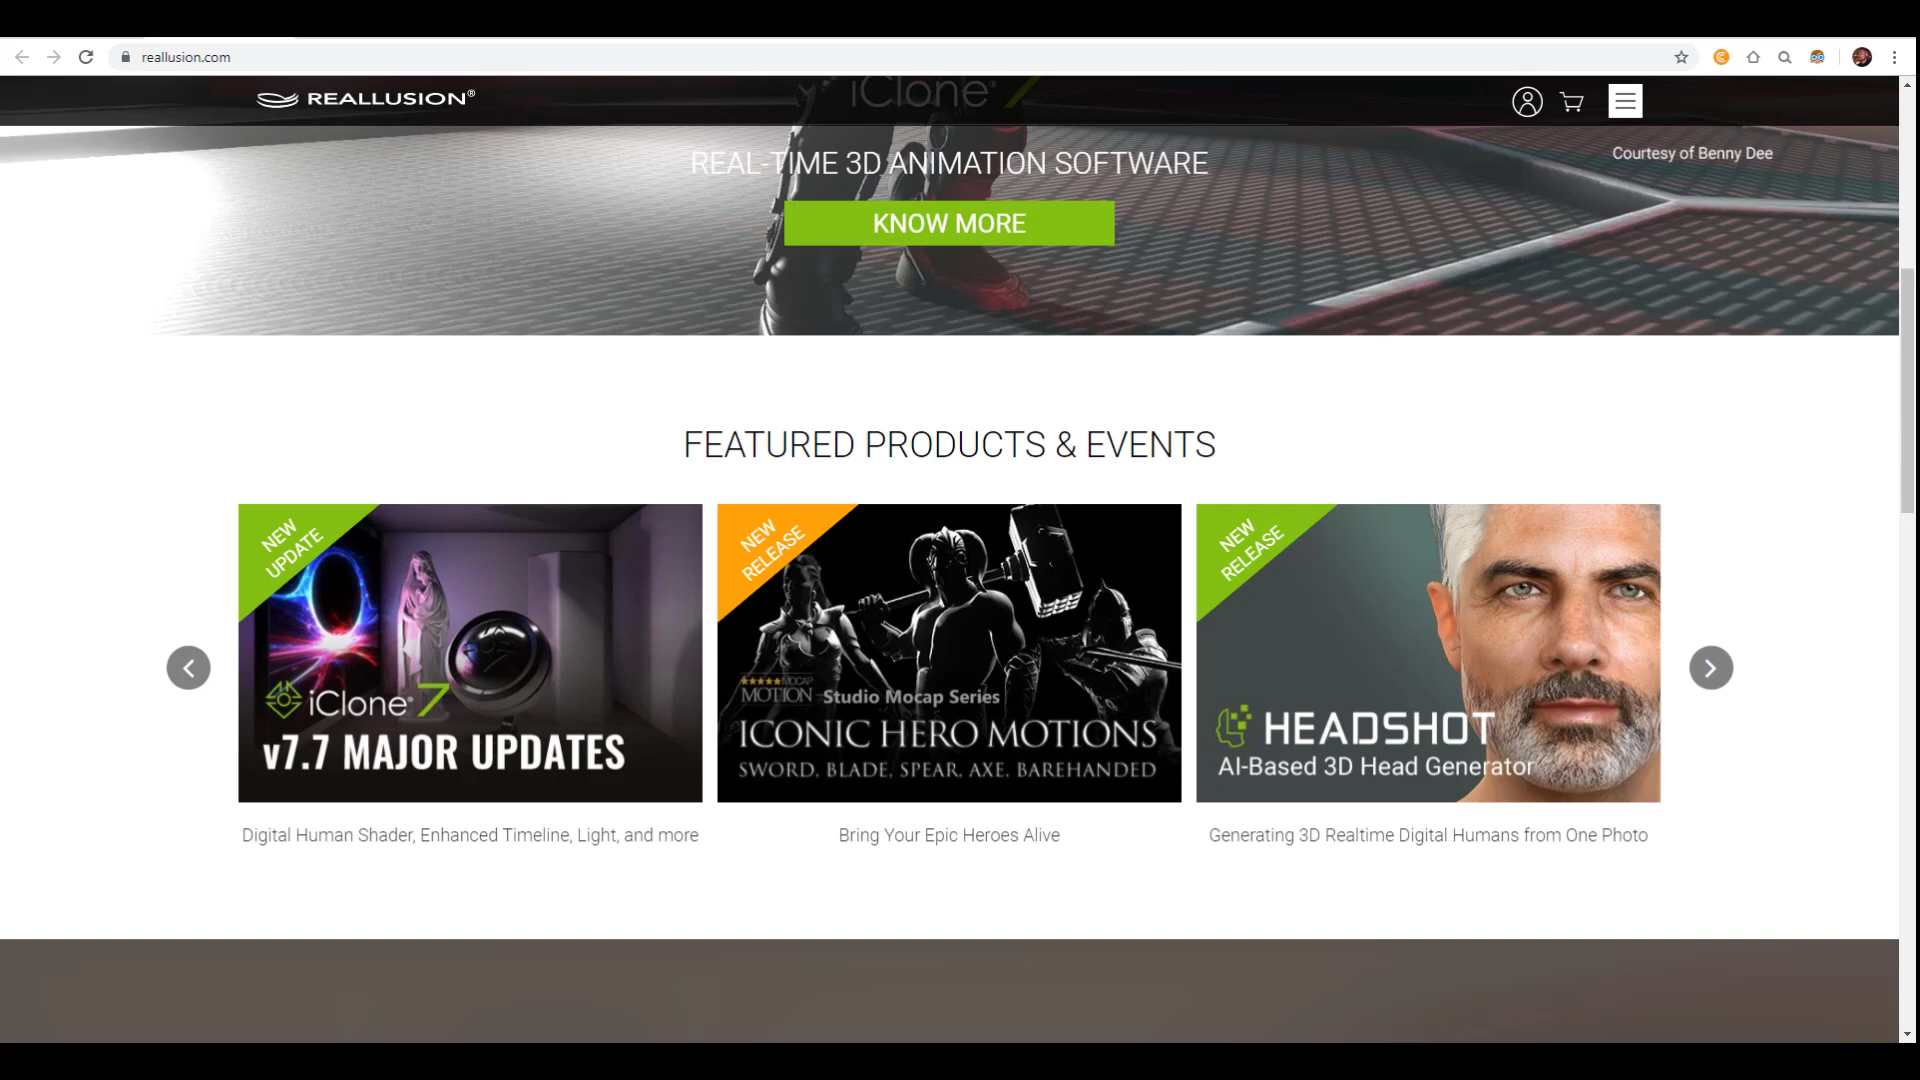 reallusion.com
REALLUSION®
iClone® 7
REAL-TIME 3D ANIMATION SOFTWARE
Courtesy of Benny Dee
KNOW MORE
FEATURED PRODUCTS & EVENTS
NEW
UPDATE
iClone® 7
v7.7 MAJOR UPDATES
Digital Human Shader, Enhanced Timeline, Light, and more
NEW
RELEASE
MOCAP
MOTION Studio Mocap Series
ICONIC HERO MOTIONS
SWORD, BLADE, SPEAR, AXE, BAREHANDED
Bring Your Epic Heroes Alive
NEW
RELEASE
HEADSHOT
AI-Based 3D Head Generator
Generating 3D Realtime Digital Humans from One Photo